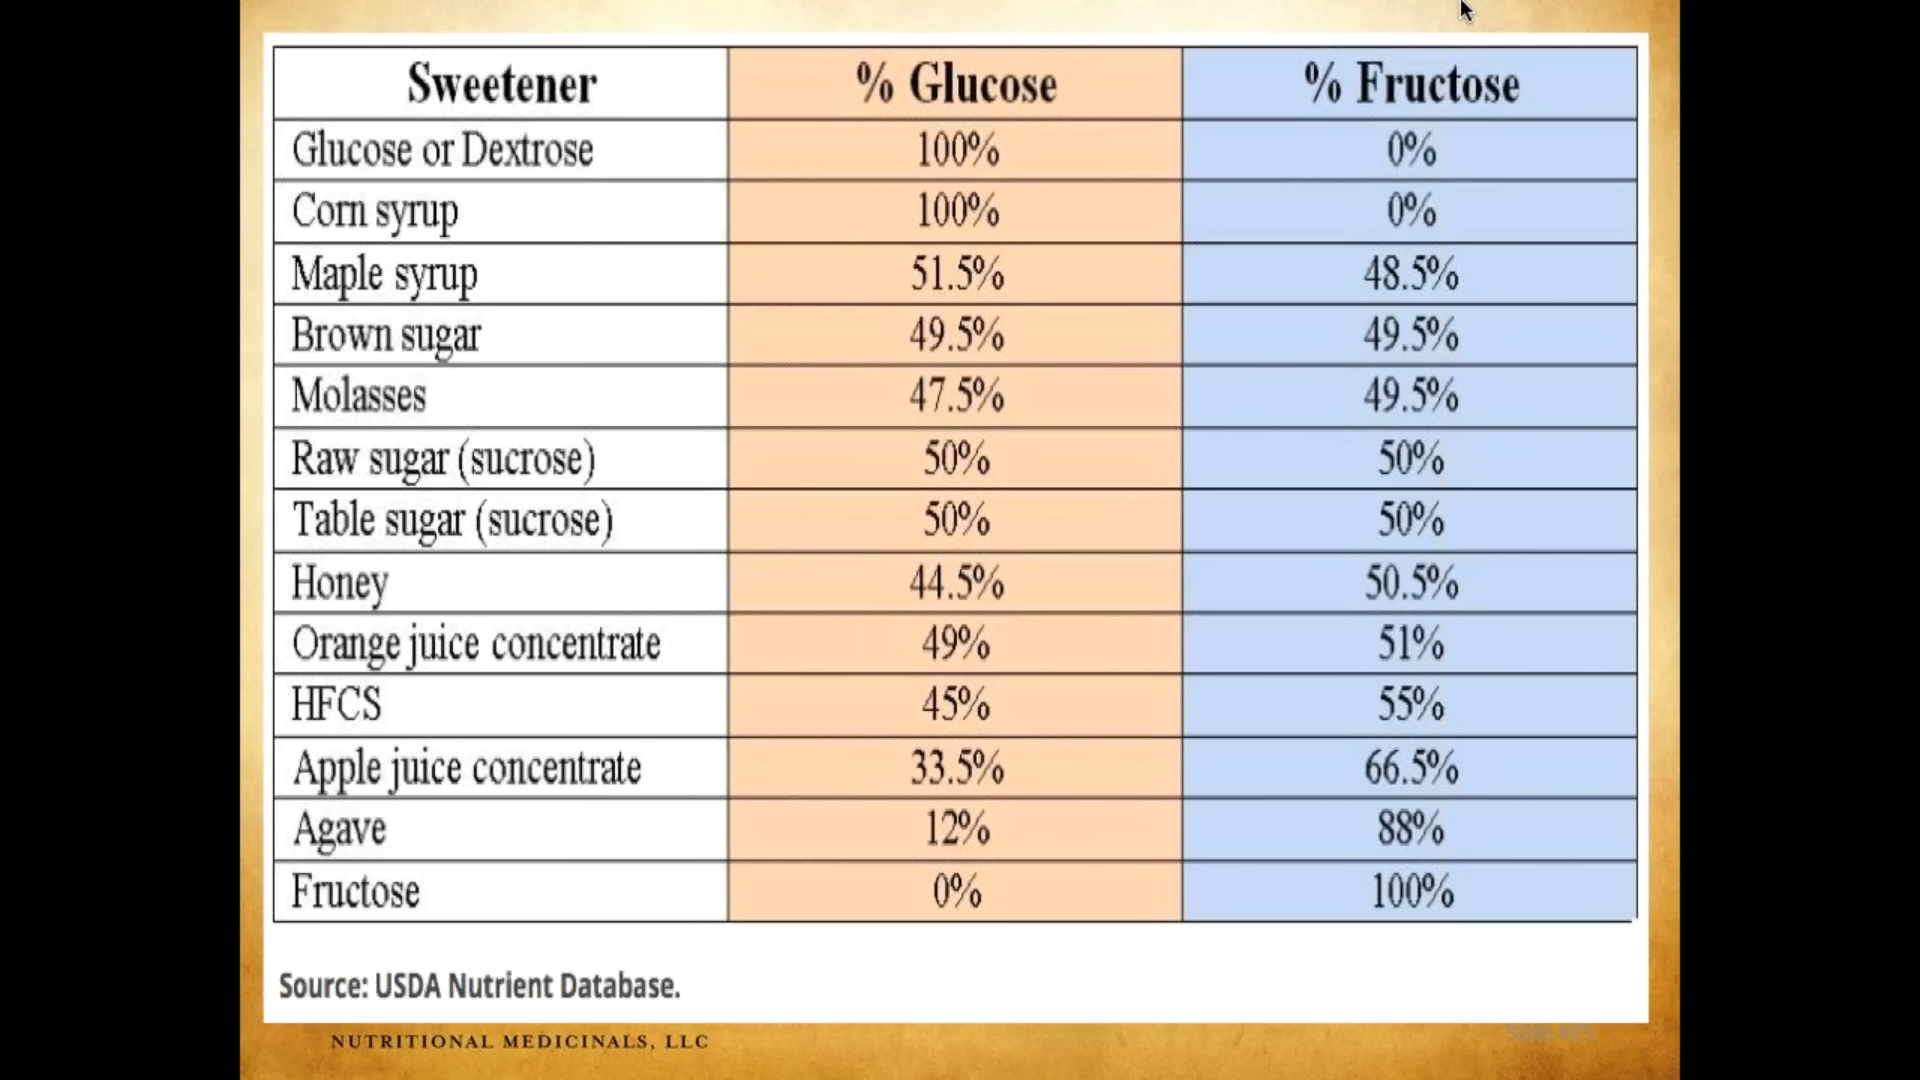 Sweetener % Glucose % Fructose
Glucose or Dextrose 100% 0%
Corn syrup 100% 0%
Maple syrup 51.5% 48.5%
Brown sugar 49.5% 49.5%
Molasses 47.5% 49.5%
Raw sugar (sucrose) 50% 50%
Table sugar (sucrose) 50% 50%
Honey 44.5% 50.5%
Orange juice concentrate 49% 51%
HFCS 45% 55%
Apple juice concentrate 33.5% 66.5%
Agave 12% 88%
Fructose 0% 100%
Source: USDA Nutrient Database.
NUTRITIONAL MEDICINALS, LLC